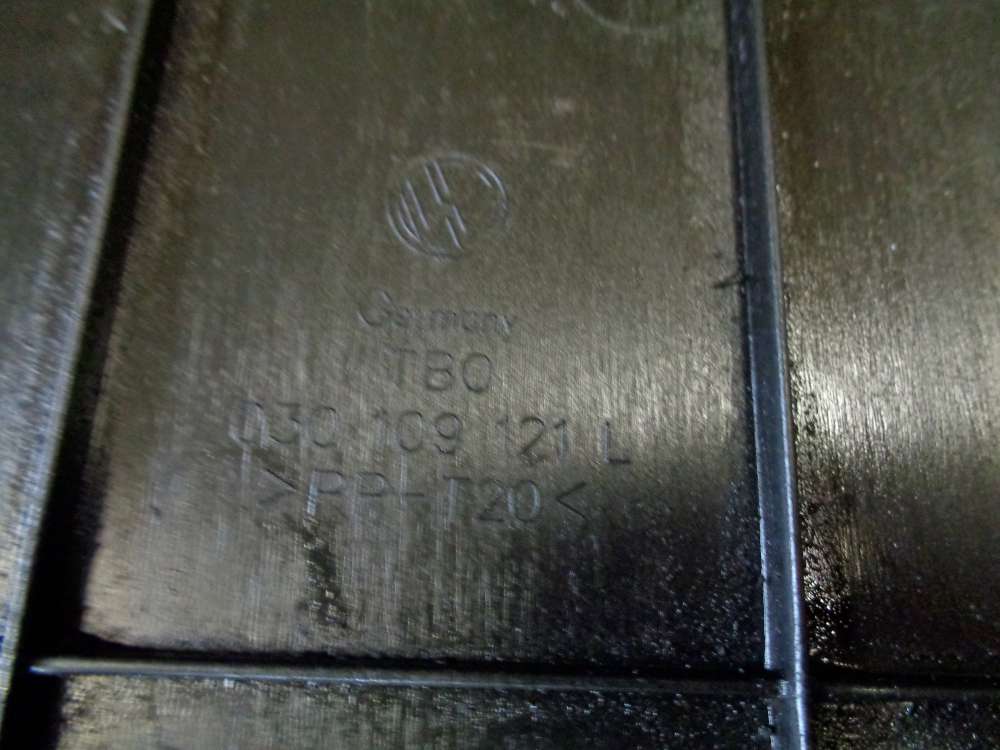 Germany
TBO
030 109 121 L
>PP-T20<